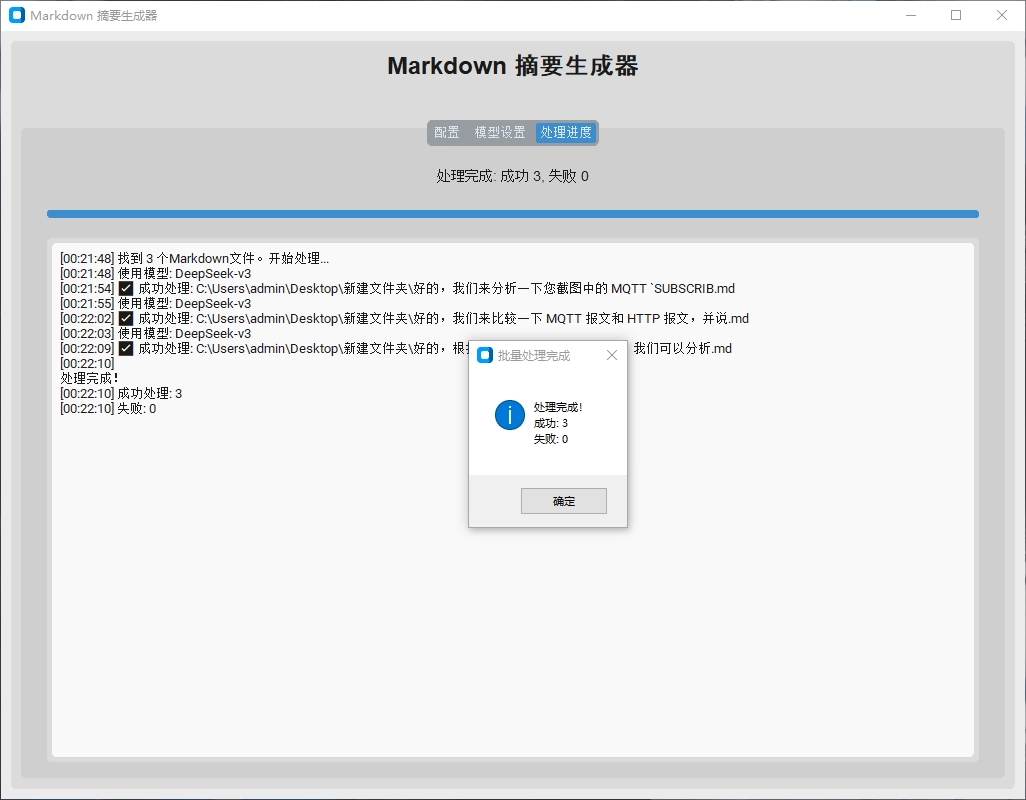 Markdown 摘要生成器
Markdown 摘要生成器
配置 模型设置 处理进度
处理完成: 成功 3, 失败 0
[00:21:48] 找到 3 个Markdown文件。开始处理...
[00:21:48] 使用模型: DeepSeek-v3
[00:21:54] ✅ 成功处理: C:\Users\admin\Desktop\新建文件夹\好的，我们来分析一下您截图中的 MQTT `SUBSCRIB.md
[00:21:55] 使用模型: DeepSeek-v3
[00:22:02] ✅ 成功处理: C:\Users\admin\Desktop\新建文件夹\好的，我们来比较一下 MQTT 报文和 HTTP 报文，并说.md
[00:22:03] 使用模型: DeepSeek-v3
[00:22:09] ✅ 成功处理: C:\Users\admin\Desktop\新建文件夹\好的，根 我们可以分析.md
[00:22:10]
处理完成！
[00:22:10] 成功处理: 3
[00:22:10] 失败: 0
批量处理完成
处理完成!
成功: 3
失败: 0
确定